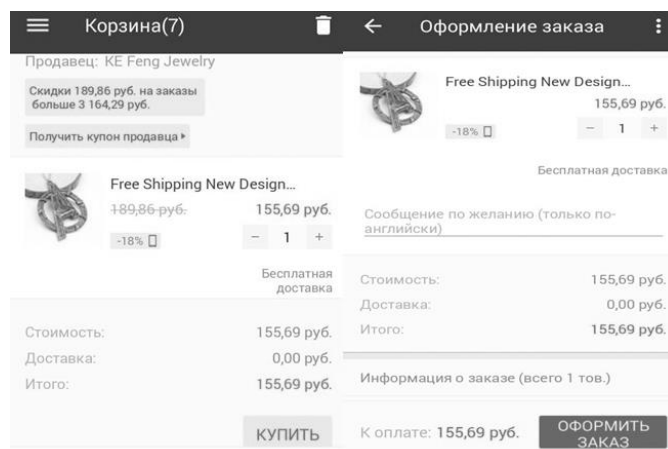 Корзина(7)
Продавец: KE Feng Jewelry
Скидки 189,86 руб. на заказы
больше 3 164,29 руб.
Получить купон продавца
Free Shipping New Design...
189,86 руб. 155,69 руб.
-18%
− 1 +
Бесплатная
доставка
Стоимость: 155,69 руб.
Доставка: 0,00 руб.
Итого: 155,69 руб.
КУПИТЬ
Оформление заказа
Free Shipping New Design...
155,69 руб.
-18%
− 1 +
Бесплатная доставка
Сообщение по желанию (только по-
английски)
Стоимость: 155,69 руб.
Доставка: 0,00 руб.
Итого: 155,69 руб.
Информация о заказе (всего 1 тов.)
К оплате: 155,69 руб.
ОФОРМИТЬ
ЗАКАЗ